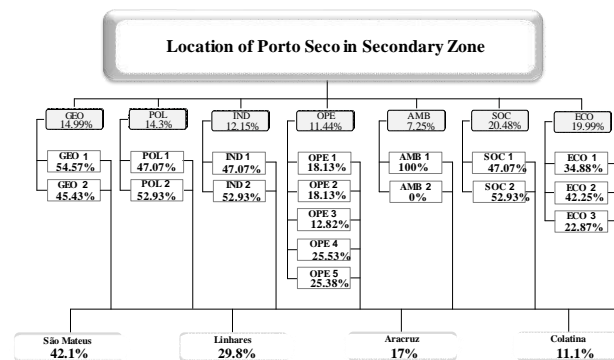 Location of Porto Seco in Secondary Zone
GEO
14.99%
POL
14.3%
IND
12.15%
OPE
11.44%
AMB
7.25%
SOC
20.48%
ECO
19.99%
GEO 1
54.57%
GEO 2
45.43%
POL 1
47.07%
POL 2
52.93%
IND 1
47.07%
IND 2
52.93%
OPE 1
18.13%
OPE 2
18.13%
OPE 3
12.82%
OPE 4
25.53%
OPE 5
25.38%
AMB 1
100%
AMB 2
0%
SOC 1
47.07%
SOC 2
52.93%
ECO 1
34.88%
ECO 2
42.25%
ECO 3
22.87%
São Mateus
42.1%
Linhares
29.8%
Aracruz
17%
Colatina
11.1%